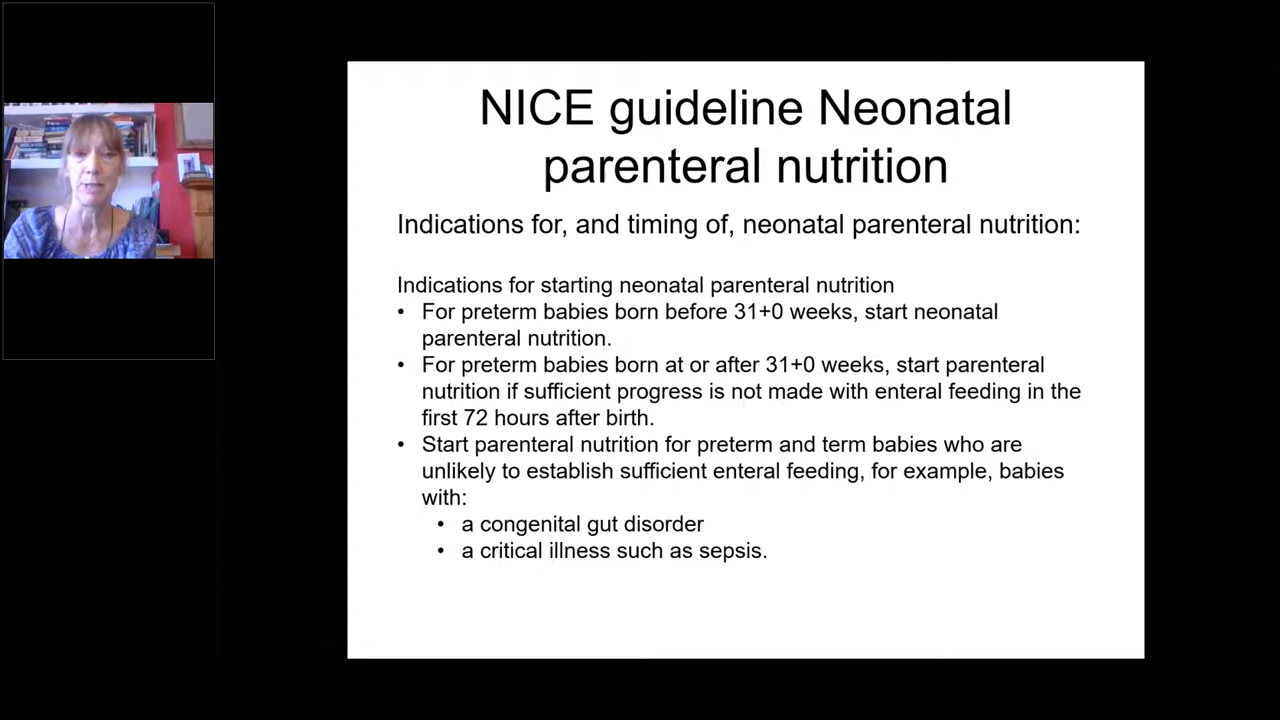 NICE guideline Neonatal
parenteral nutrition
Indications for, and timing of, neonatal parenteral nutrition:
Indications for starting neonatal parenteral nutrition
• For preterm babies born before 31+0 weeks, start neonatal
parenteral nutrition.
• For preterm babies born at or after 31+0 weeks, start parenteral
nutrition if sufficient progress is not made with enteral feeding in the
first 72 hours after birth.
• Start parenteral nutrition for preterm and term babies who are
unlikely to establish sufficient enteral feeding, for example, babies
with:
• a congenital gut disorder
• a critical illness such as sepsis.